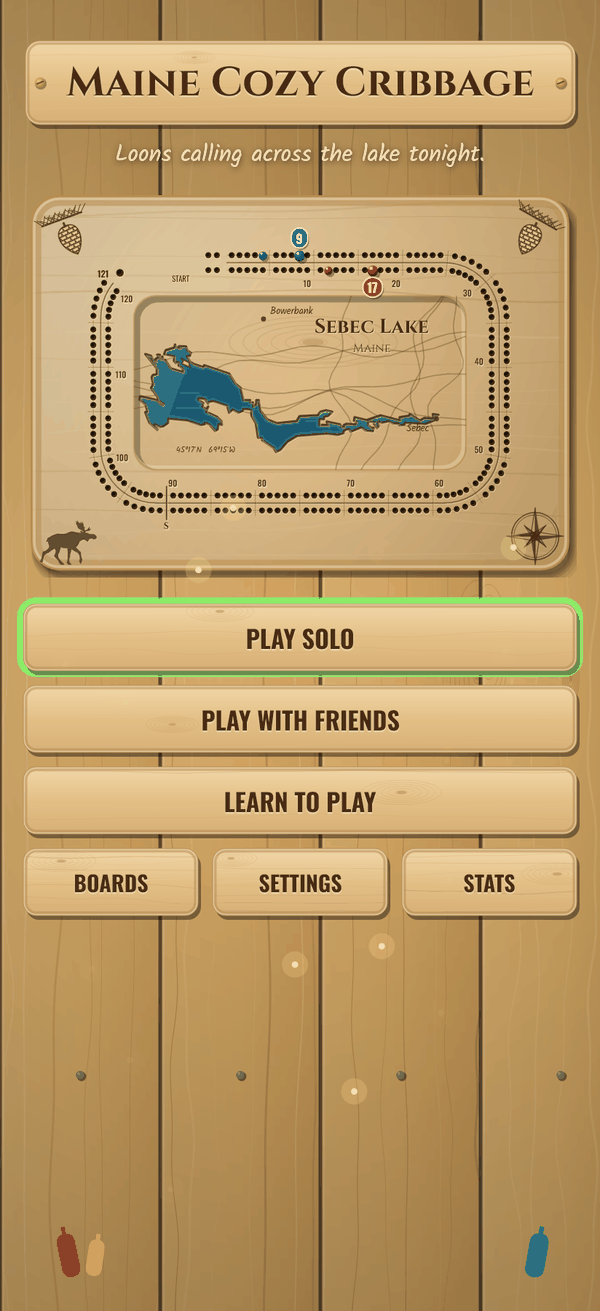 Maine Cozy Cribbage
Loons calling across the lake tonight.
9
121
START
10
17
20
30
120
Bowerbank
Sebec Lake
Maine
40
110
Sebec
45°17'N 69°15'W
50
100
90
80
70
60
S
PLAY SOLO
PLAY WITH FRIENDS
LEARN TO PLAY
BOARDS
SETTINGS
STATS